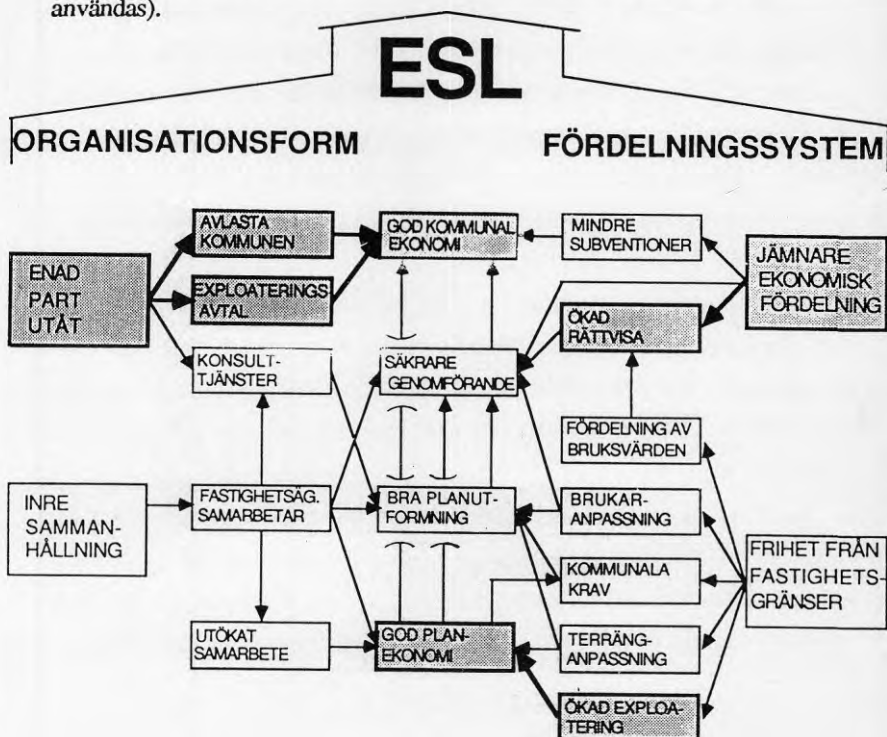 användas).
ESL
ORGANISATIONSFORM
FÖRDELNINGSSYSTEM
AVLASTA
KOMMUNEN
GOD KOMMUNAL
EKONOMI
MINDRE
SUBVENTIONER
ENAD
PART
UTÅT
JÄMNARE
EKONOMISK
FÖRDELNING
EXPLOATERINGS
AVTAL
ÖKAD
RÄTTVISA
KONSULT-
TJÄNSTER
SÄKRARE
GENOMFÖRANDE
FÖRDELNING AV
BRUKSVÄRDEN
INRE
SAMMAN-
HÅLLNING
FASTIGHETSÄG.
SAMARBETAR
BRA PLANUT-
FORMNING
BRUKAR-
ANPASSNING
FRIHET FRÅN
FASTIGHETS-
GRÄNSER
KOMMUNALA
KRAV
UTÖKAT
SAMARBETE
GOD PLAN-
EKONOMI
TERRÄNG-
ANPASSNING
ÖKAD EXPLOA-
TERING